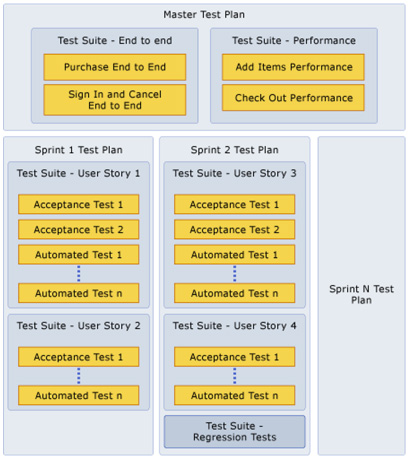 Master Test Plan
Test Suite - End to end
Purchase End to End
Sign In and Cancel
End to End
Test Suite - Performance
Add Items Performance
Check Out Performance
Sprint 1 Test Plan
Test Suite - User Story 1
Acceptance Test 1
Acceptance Test 2
Automated Test 1
Automated Test n
Test Suite - User Story 2
Acceptance Test 1
Automated Test n
Sprint 2 Test Plan
Test Suite - User Story 3
Acceptance Test 1
Acceptance Test 2
Automated Test 1
Automated Test n
Test Suite - User Story 4
Acceptance Test 1
Automated Test n
Test Suite -
Regression Tests
Sprint N Test
Plan